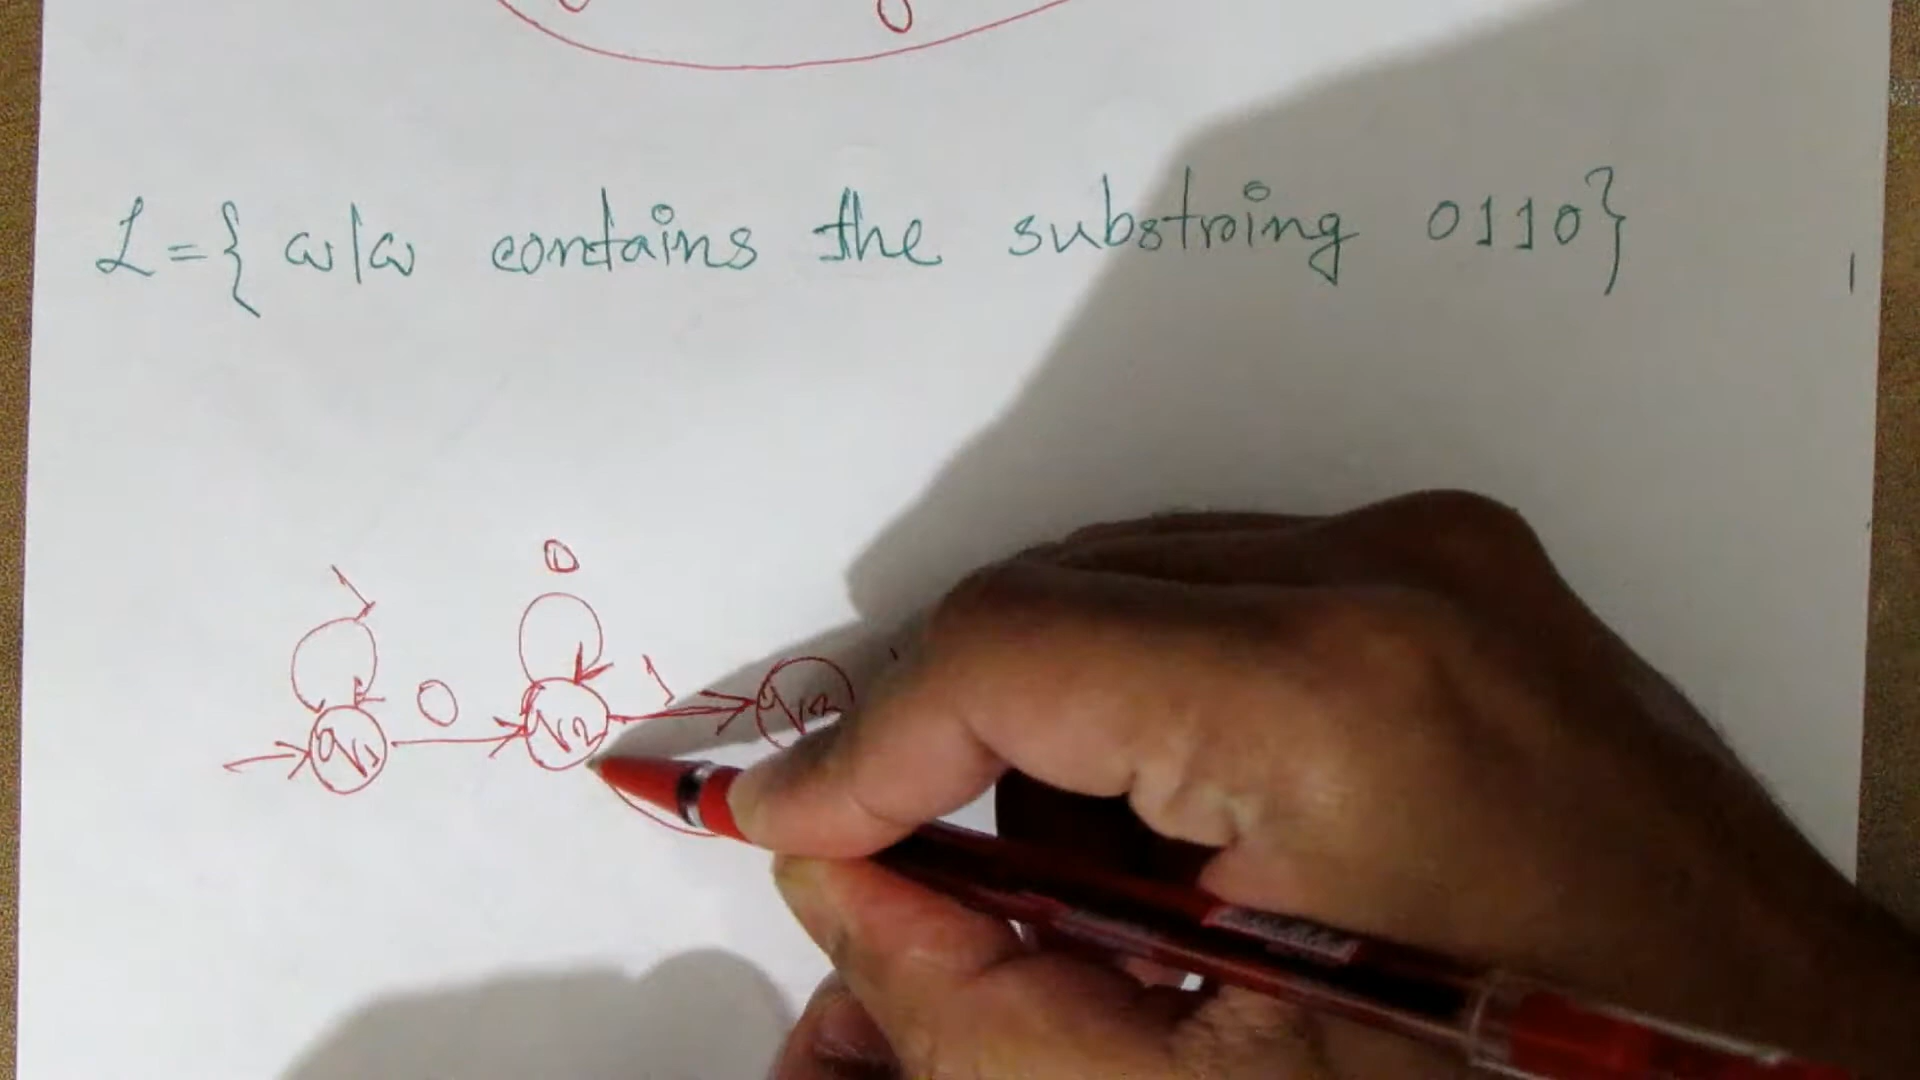 L = { ω/ω contains the substring 0110}
1 0
0 1
q1 q2 q3